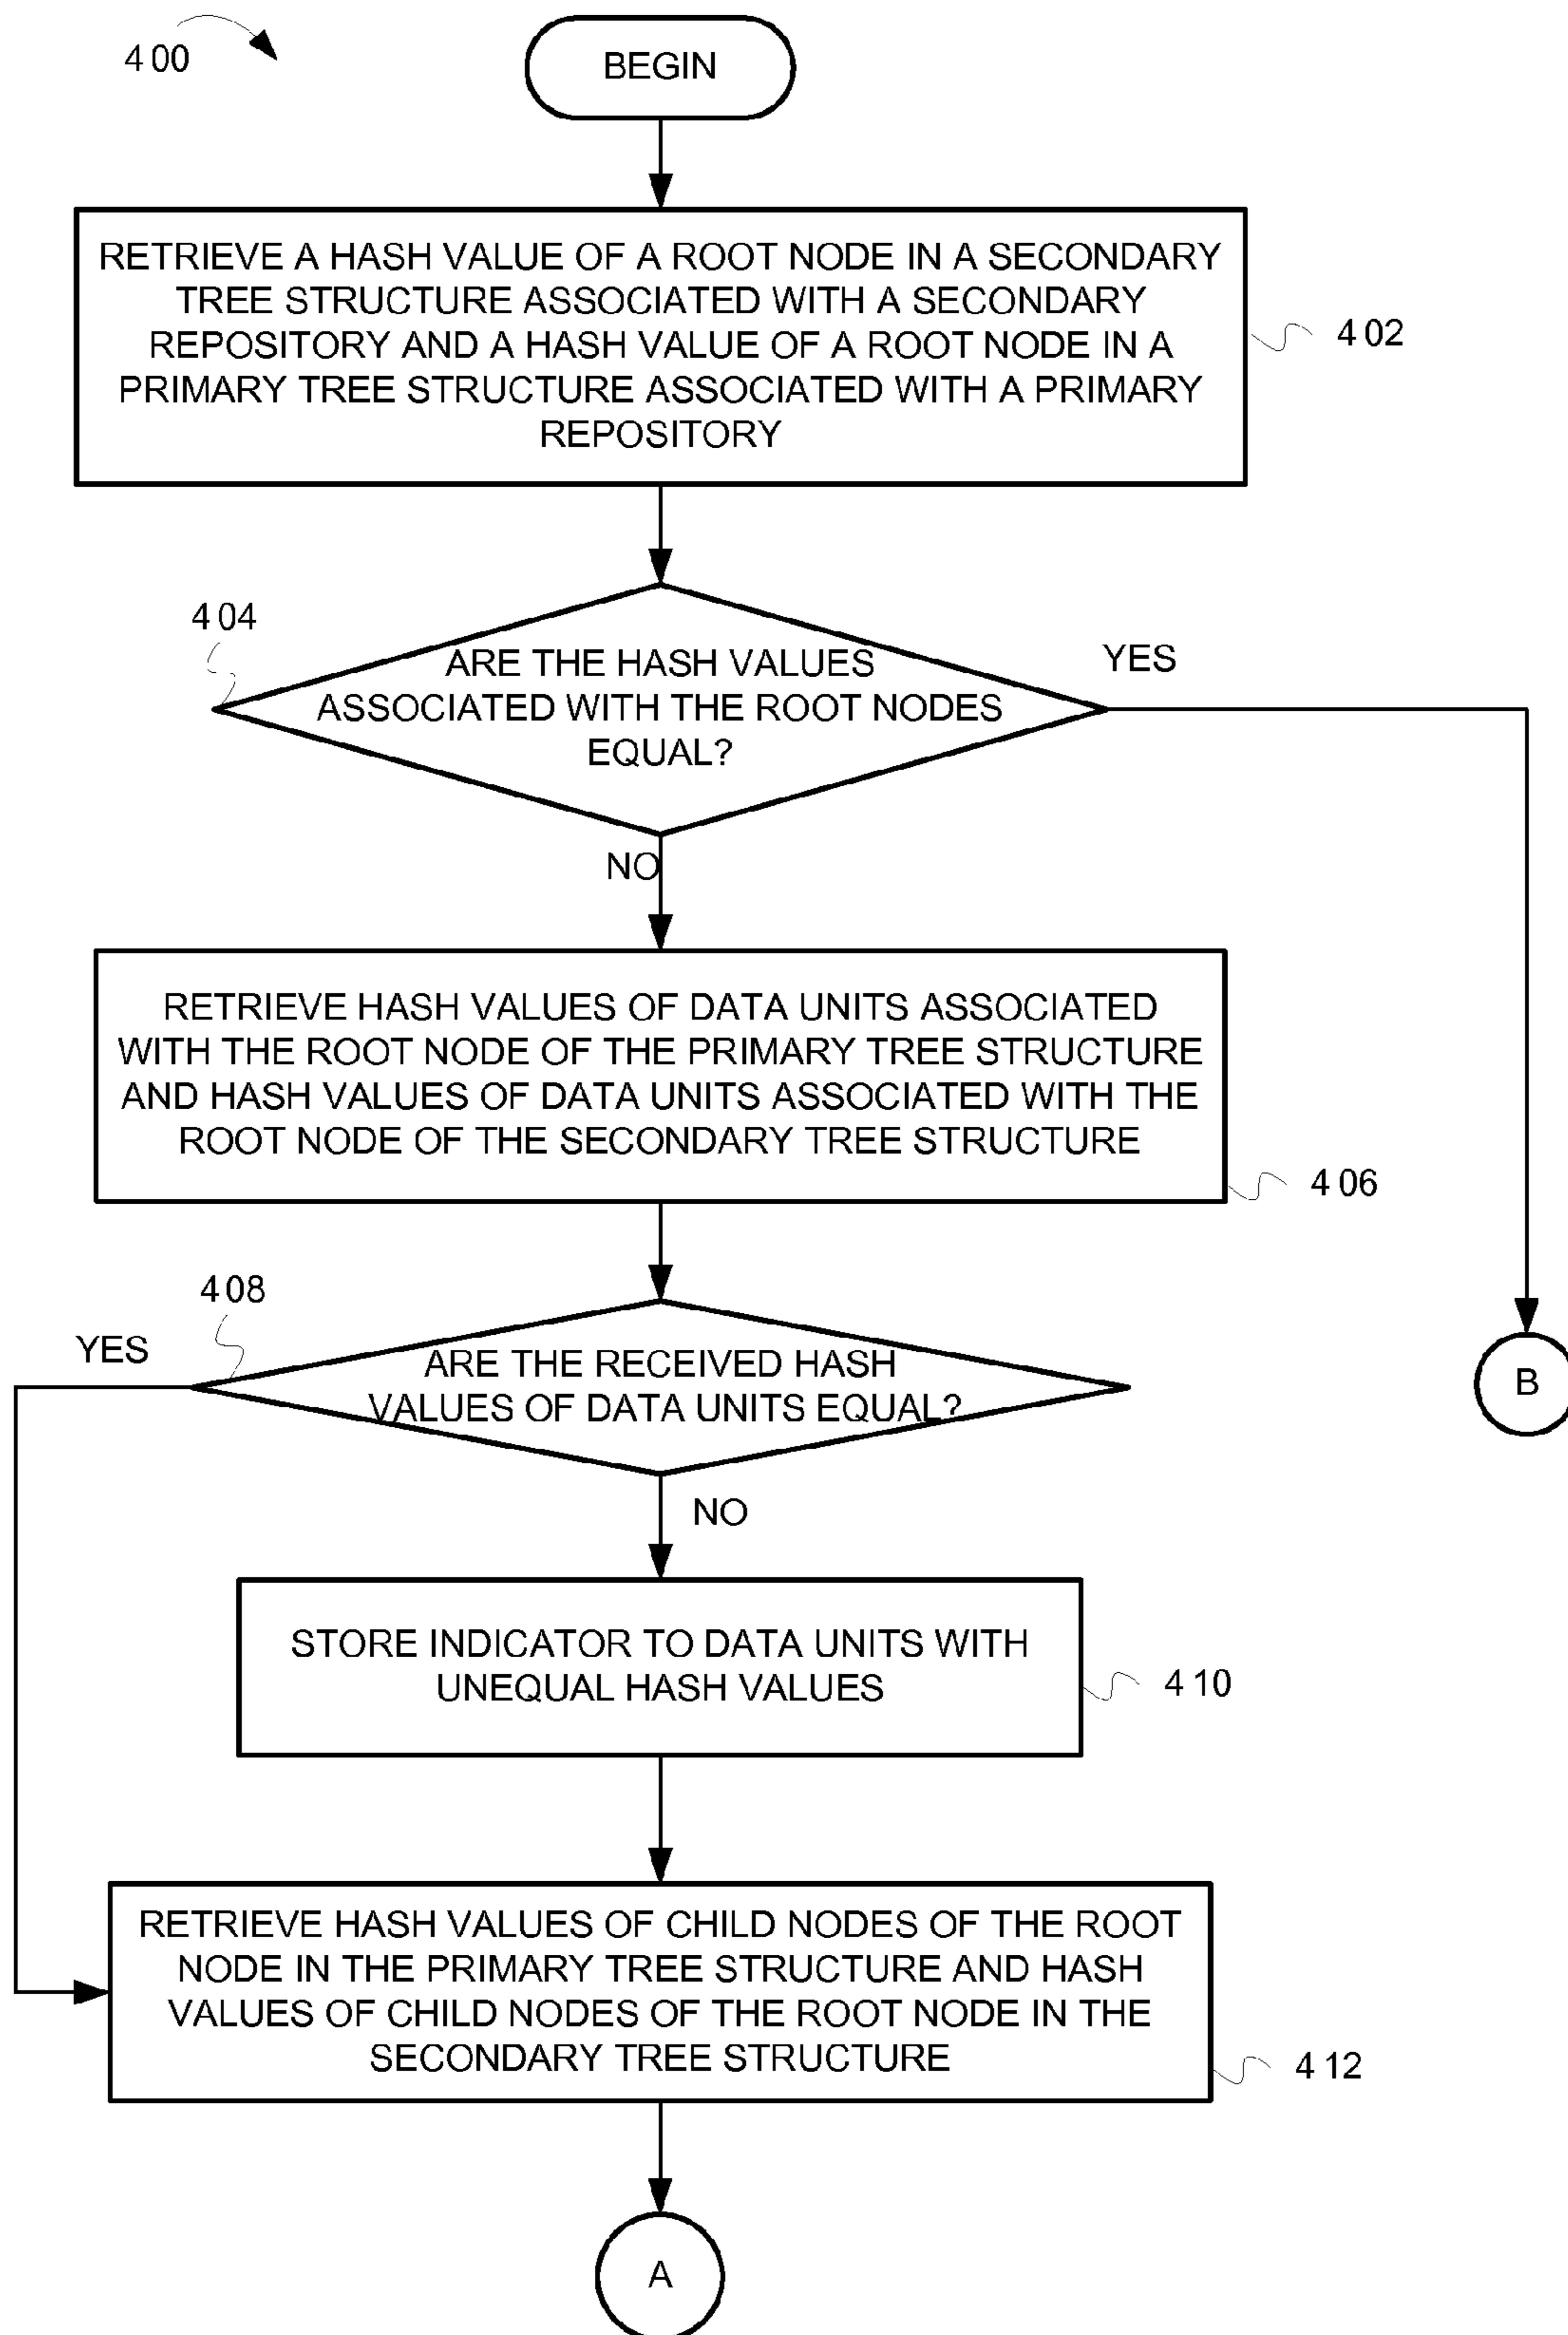 400
BEGIN
RETRIEVE A HASH VALUE OF A ROOT NODE IN A SECONDARY
TREE STRUCTURE ASSOCIATED WITH A SECONDARY
REPOSITORY AND A HASH VALUE OF A ROOT NODE IN A
PRIMARY TREE STRUCTURE ASSOCIATED WITH A PRIMARY
REPOSITORY
402
404
ARE THE HASH VALUES
ASSOCIATED WITH THE ROOT NODES
EQUAL?
YES
NO
RETRIEVE HASH VALUES OF DATA UNITS ASSOCIATED
WITH THE ROOT NODE OF THE PRIMARY TREE STRUCTURE
AND HASH VALUES OF DATA UNITS ASSOCIATED WITH THE
ROOT NODE OF THE SECONDARY TREE STRUCTURE
406
408
YES
ARE THE RECEIVED HASH
VALUES OF DATA UNITS EQUAL?
B
NO
STORE INDICATOR TO DATA UNITS WITH
UNEQUAL HASH VALUES
410
RETRIEVE HASH VALUES OF CHILD NODES OF THE ROOT
NODE IN THE PRIMARY TREE STRUCTURE AND HASH
VALUES OF CHILD NODES OF THE ROOT NODE IN THE
SECONDARY TREE STRUCTURE
412
A